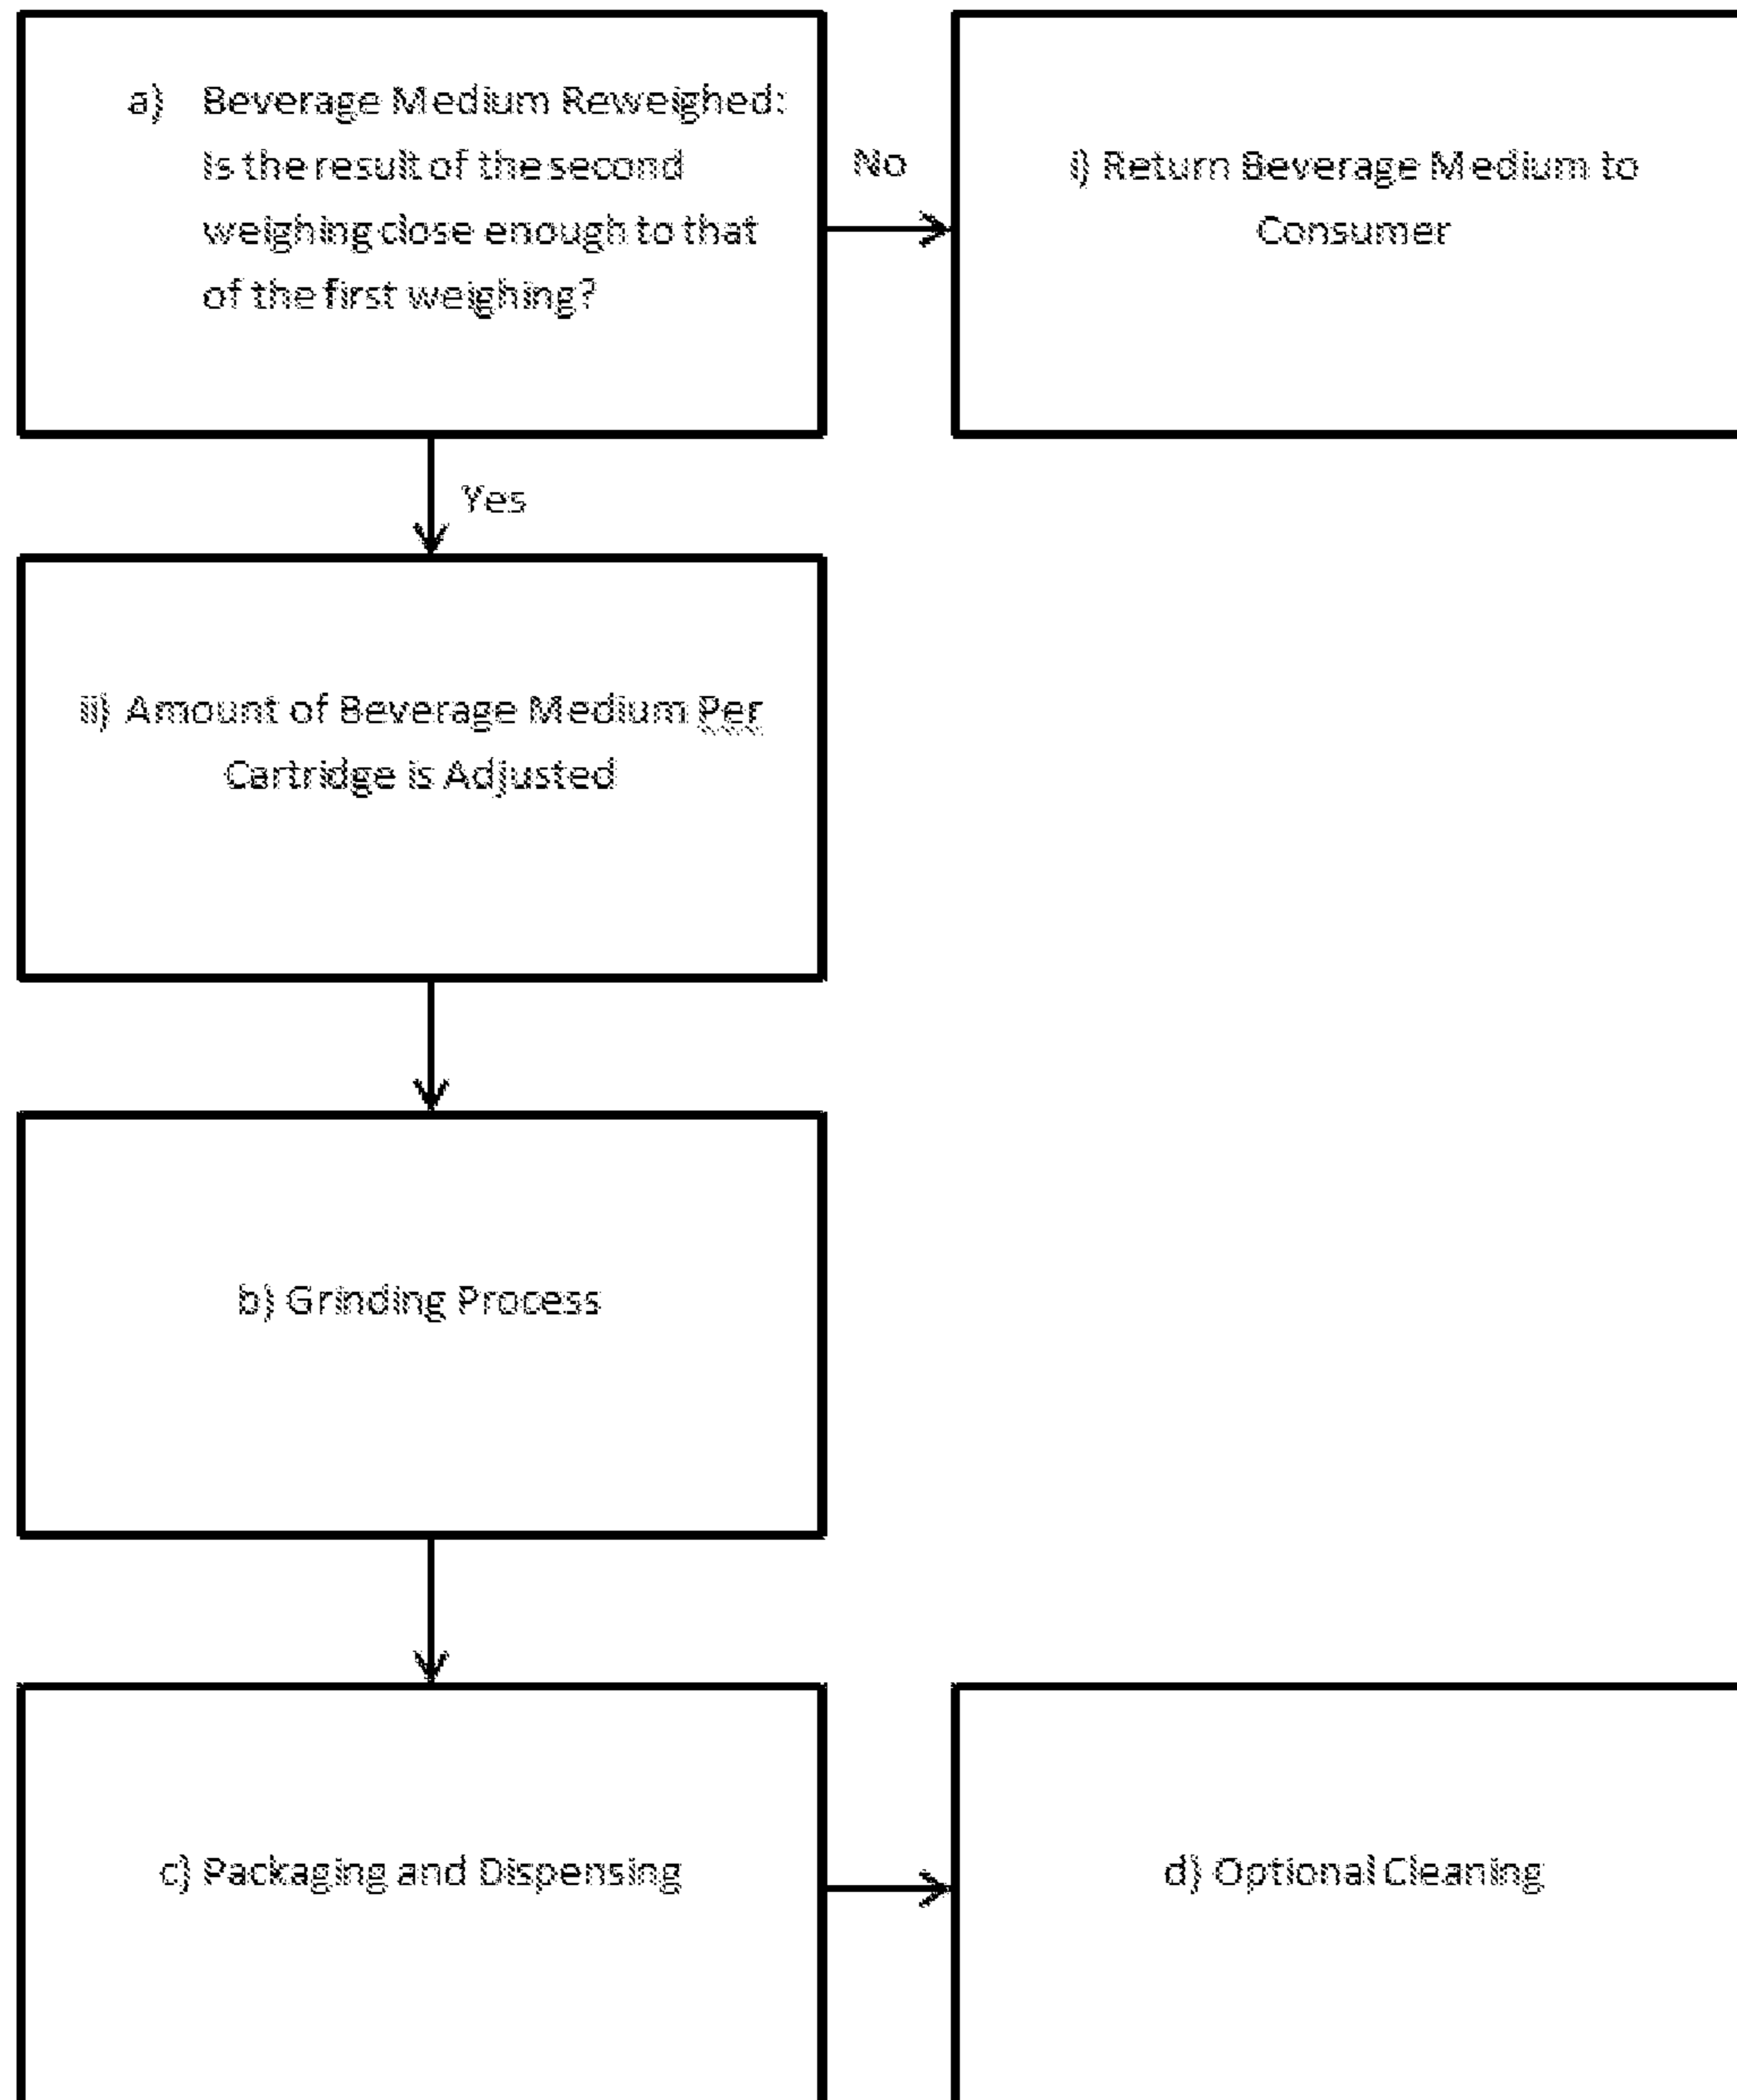 a) Beverage Medium Reweighed:
Is the result of the second
weighing close enough to that
of the first weighing?
No
i) Return Beverage Medium to
Consumer
Yes
ii) Amount of Beverage Medium Per
Cartridge is Adjusted
b) Grinding Process
c) Packaging and Dispensing
d) Optional Cleaning